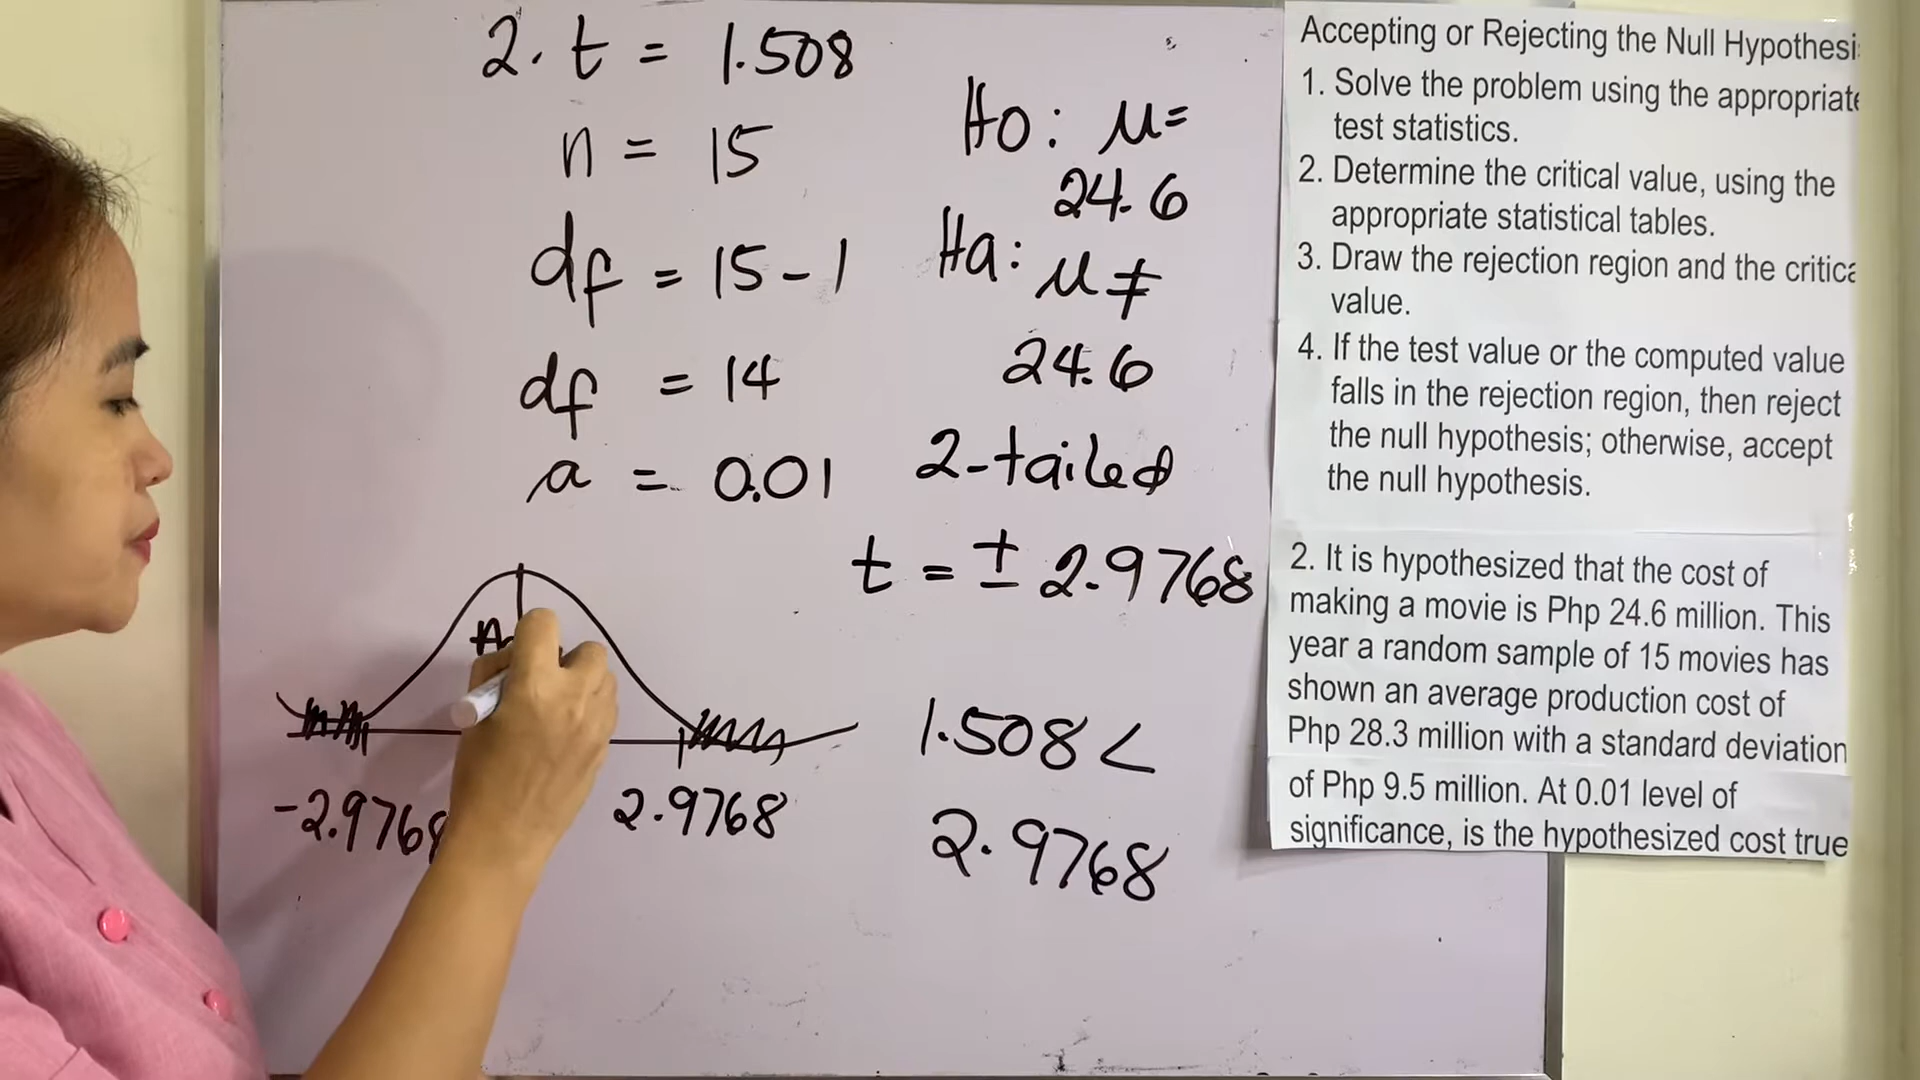 2. t = 1.508
n = 15
df = 15 - 1
df = 14
a = 0.01
Ho: μ =
24.6
Ha: μ ≠
24.6
2-tailed
t = ± 2.9768
-2.9768
2.9768
1.508 <
2.9768
Accepting or Rejecting the Null Hypothesi
1. Solve the problem using the appropriate
test statistics.
2. Determine the critical value, using the
appropriate statistical tables.
3. Draw the rejection region and the critica
value.
4. If the test value or the computed value
falls in the rejection region, then reject
the null hypothesis; otherwise, accept
the null hypothesis.
2. It is hypothesized that the cost of
making a movie is Php 24.6 million. This
year a random sample of 15 movies has
shown an average production cost of
Php 28.3 million with a standard deviation
of Php 9.5 million. At 0.01 level of
significance, is the hypothesized cost true